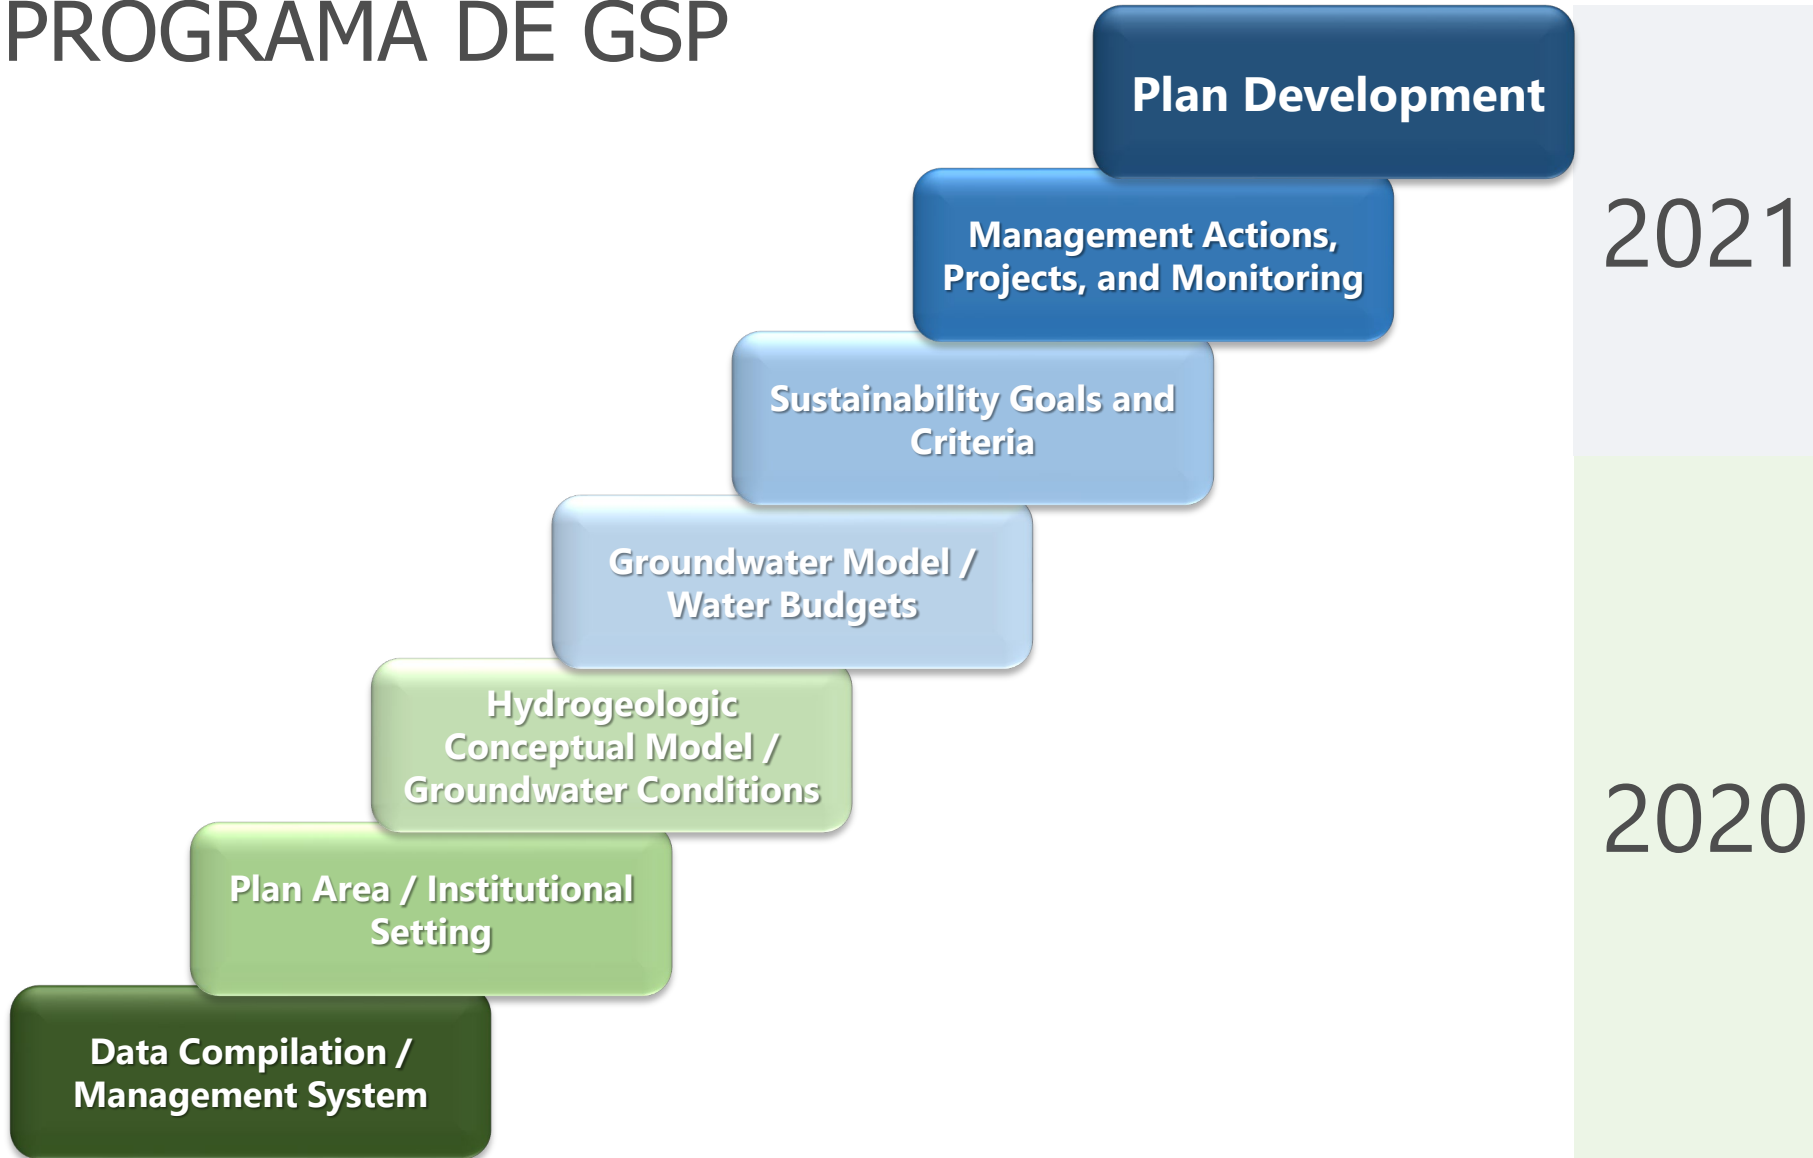 PROGRAMA DE GSP
Plan Development
2021
Management Actions,
Projects, and Monitoring
Sustainability Goals and
Criteria
Groundwater Model /
Water Budgets
Hydrogeologic
Conceptual Model /
Groundwater Conditions
2020
Plan Area / Institutional
Setting
Data Compilation /
Management System